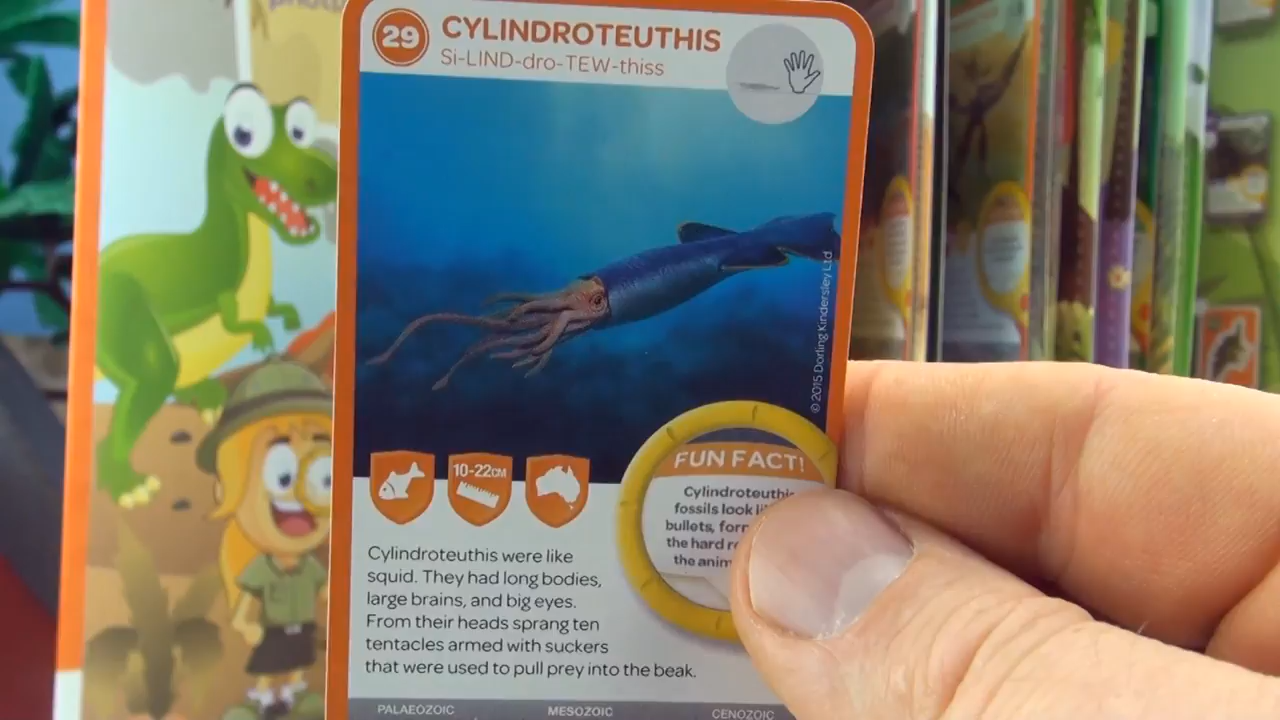 29
CYLINDROTEUTHIS
Si-LIND-dro-TEW-thiss
© 2015 Dorling Kindersley Ltd
10-22CM
FUN FACT!
Cylindroteuthis
fossils look
bullets,
the hard
the
Cylindroteuthis were like
squid. They had long bodies,
large brains, and big eyes.
From their heads sprang ten
tentacles armed with suckers
that were used to pull prey into the beak.
PALAEOZOIC MESOZOIC CENOZOIC